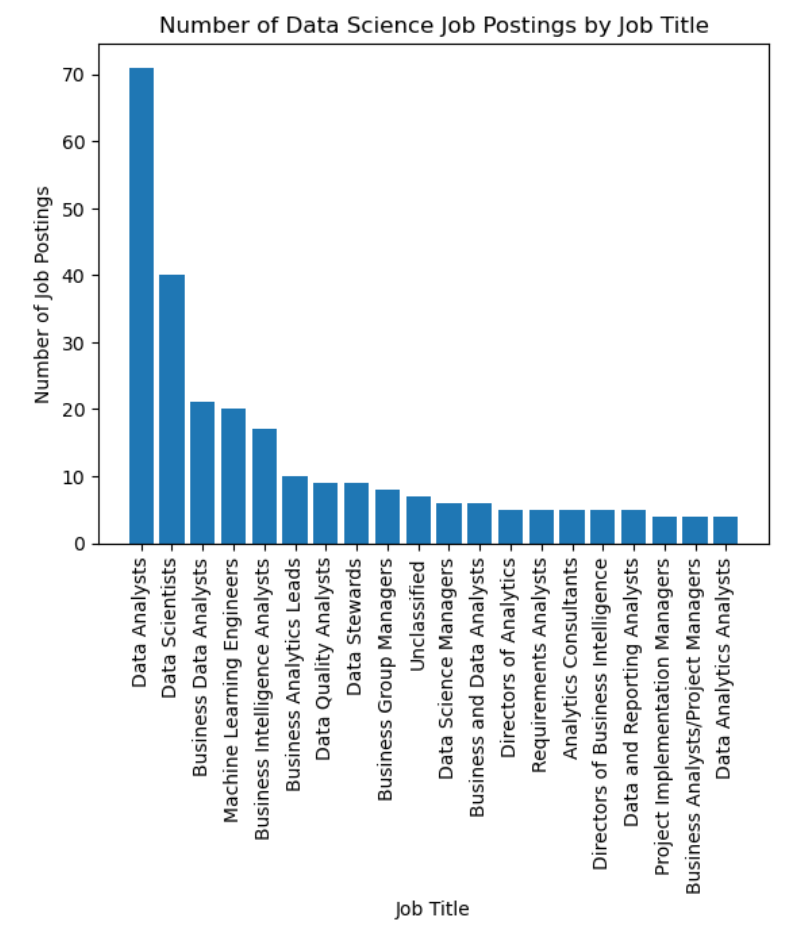 Number of Data Science Job Postings by Job Title
Number of Job Postings
70
60
50
40
30
20
10
0
Data Analysts
Data Scientists
Business Data Analysts
Machine Learning Engineers
Business Intelligence Analysts
Business Analytics Leads
Data Quality Analysts
Data Stewards
Business Group Managers
Unclassified
Data Science Managers
Business and Data Analysts
Directors of Analytics
Requirements Analysts
Analytics Consultants
Directors of Business Intelligence
Data and Reporting Analysts
Project Implementation Managers
Business Analysts/Project Managers
Data Analytics Analysts
Job Title